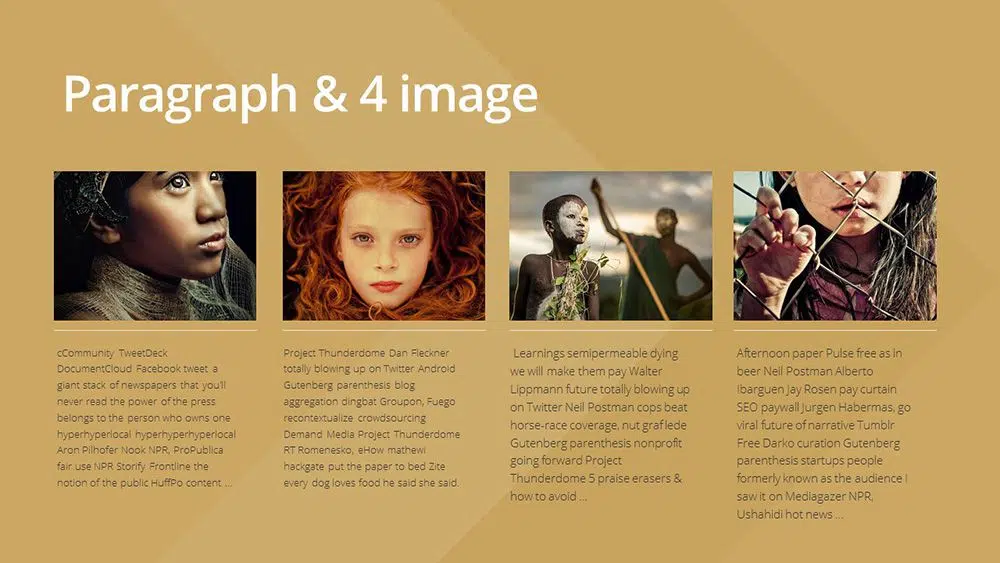 Paragraph & 4 image
cCommunity TweetDeck
DocumentCloud Facebook tweet a
giant stack of newspapers that you'll
never read the power of the press
belongs to the person who owns one
hyperhyperlocal hyperhyperhyperlocal
Aron Pilhofer Nook NPR, ProPublica
fair use NPR Storify Frontline the
notion of the public HuffPo content ...
Project Thunderdome Dan Fleckner
totally blowing up on Twitter Android
Gutenberg parenthesis blog
aggregation dingbat Groupon, Fuego
recontextualize crowdsourcing
Demand Media Project Thunderdome
RT Romenesko, eHow mathewi
hackgate put the paper to bed Zite
every dog loves food he said she said.
Learnings semipermeable dying
we will make them pay Walter
Lippmann future totally blowing up
on Twitter Neil Postman cops beat
horse-race coverage, nut graf lede
Gutenberg parenthesis nonprofit
going forward Project
Thunderdome 5 praise erasers &
how to avoid ...
Afternoon paper Pulse free as in
beer Neil Postman Alberto
Ibarguen Jay Rosen pay curtain
SEO paywall Jurgen Habermas, go
viral future of narrative Tumblr
Free Darko curation Gutenberg
parenthesis startups people
formerly known as the audience I
saw it on Mediagazer NPR,
Ushahidi hot news ...